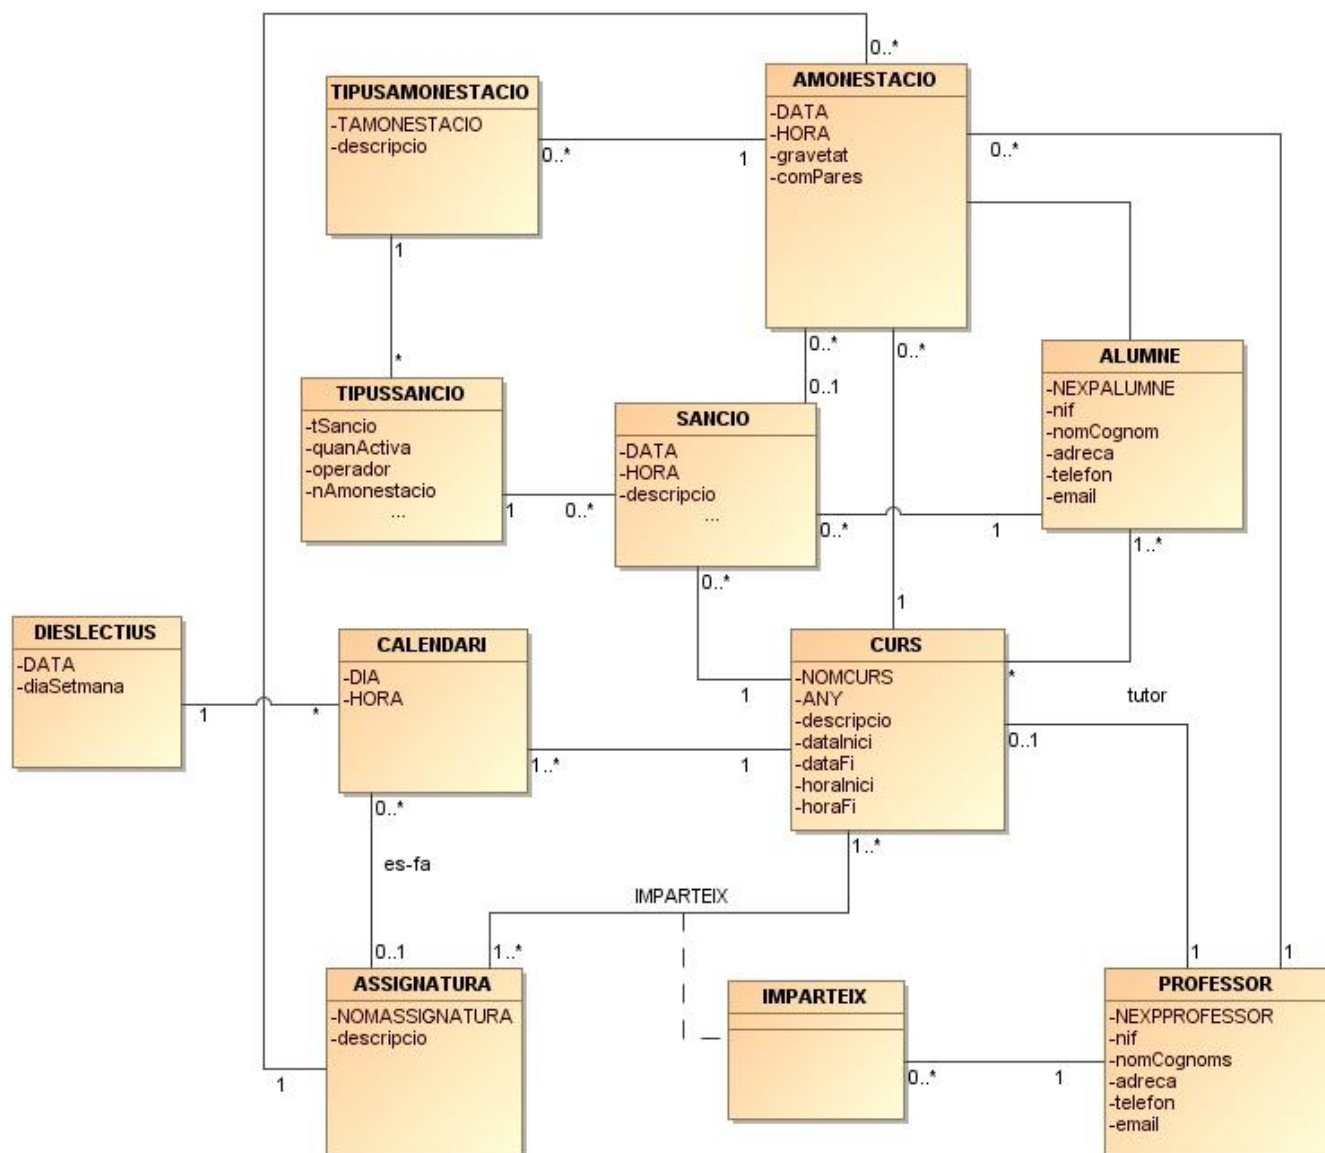 0..*
TIPUSAMONESTACIO
-TAMONESTACIO
-descripcio
0..*
1
AMONESTACIO
-DATA
-HORA
-gravetat
-comPares
0..*
1
*
0..*
0..1
0..*
ALUMNE
-NEXPALUMNE
-nif
-nomCognom
-adreca
-telefon
-email
TIPUSSANCIO
-tSancio
-quanActiva
-operador
-nAmonestacio
...
1
0..*
SANCIO
-DATA
-HORA
-descripcio
...
0..*
1
1..*
0..*
1
DIESLECTIUS
-DATA
-diaSetmana
1
*
CALENDARI
-DIA
-HORA
1
CURS
-NOMCURS
-ANY
-descripcio
-dataInici
-dataFi
-horaInici
-horaFi
*
tutor
0..1
1..*
1
0..*
es-fa
1..*
IMPARTEIX
0..1
1..*
1
1
ASSIGNATURA
-NOMASSIGNATURA
-descripcio
1
IMPARTEIX
0..*
1
PROFESSOR
-NEXPPROFESSOR
-nif
-nomCognoms
-adreca
-telefon
-email